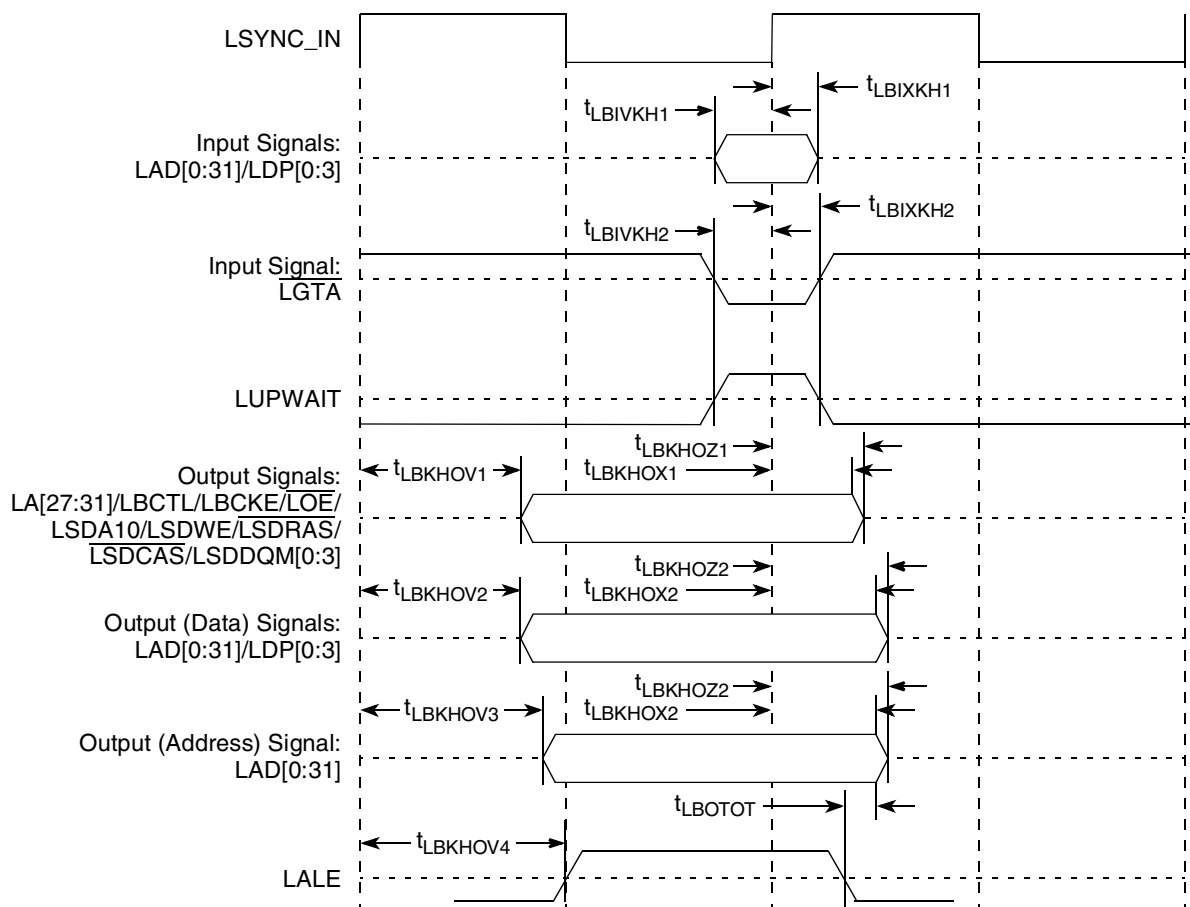 LSYNC_IN
tLBIXKH1
tLBIVKH1
Input Signals:
LAD[0:31]/LDP[0:3]
tLBIXKH2
tLBIVKH2
Input Signal:
LGTA
LUPWAIT
tLBKHOZ1
tLBKHOV1
tLBKHOX1
Output Signals:
LA[27:31]/LBCTL/LBCKE/LOE/
LSDA10/LSDWE/LSDRAS/
LSDCAS/LSDDQM[0:3]
tLBKHOZ2
tLBKHOV2
tLBKHOX2
Output (Data) Signals:
LAD[0:31]/LDP[0:3]
tLBKHOZ2
tLBKHOV3
tLBKHOX2
Output (Address) Signal:
LAD[0:31]
tLBOTOT
tLBKHOV4
LALE